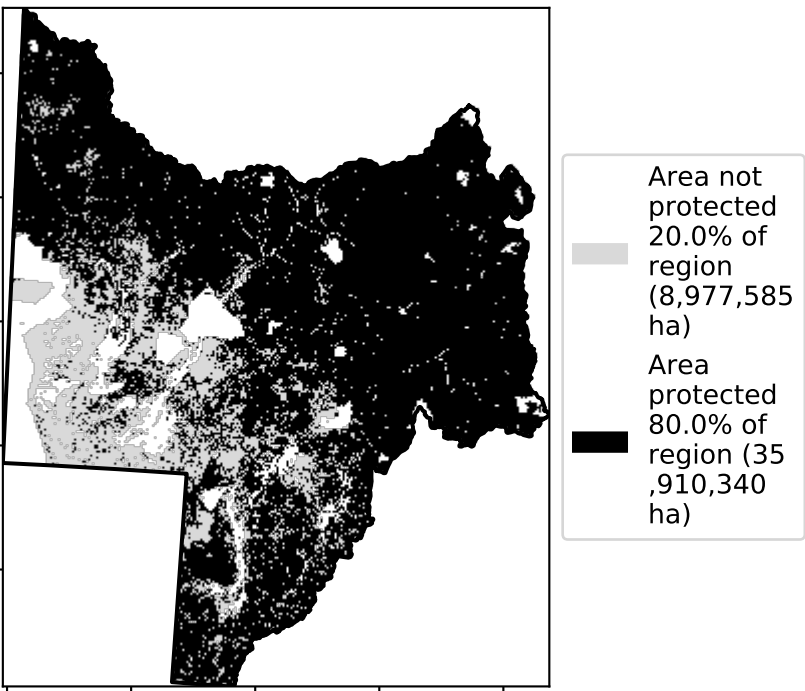 Area not
protected
20.0% of
region
(8,977,585
ha)
Area
protected
80.0% of
region (35
,910,340
ha)